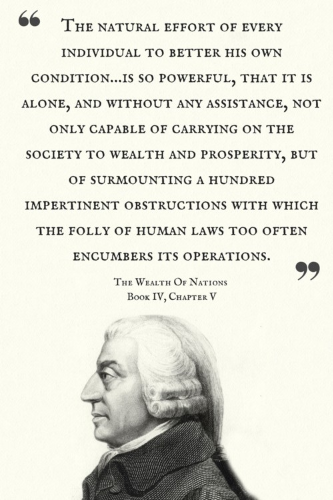 “ The natural effort of every
individual to better his own
condition...is so powerful, that it is
alone, and without any assistance, not
only capable of carrying on the
society to wealth and prosperity, but
of surmounting a hundred
impertinent obstructions with which
the folly of human laws too often
encumbers its operations. ”
The Wealth Of Nations
Book IV, Chapter V